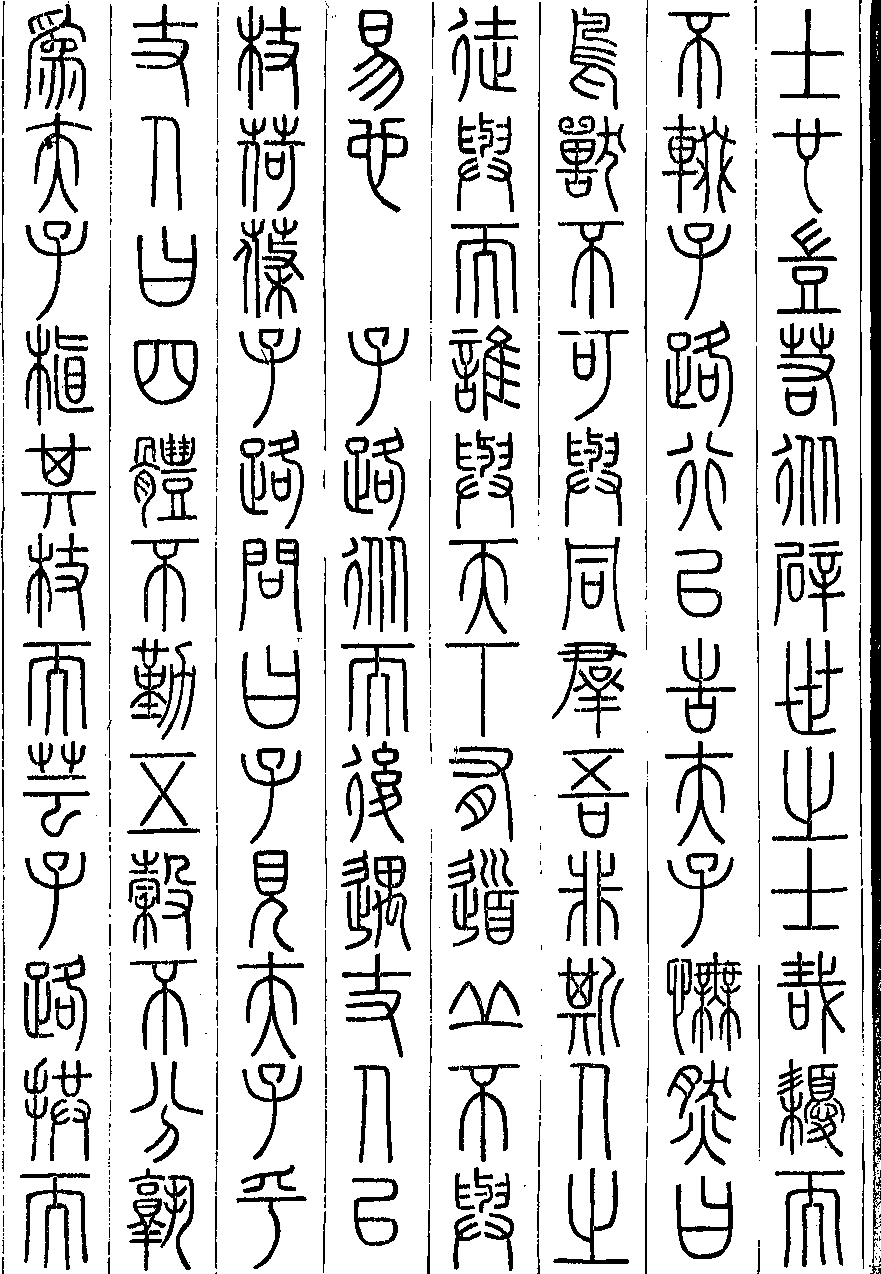 士也豈若從辟世之士哉耰而
不輟子路行以告夫子憮然曰
鳥獸不可與同羣吾非斯人之
徒與而誰與天下有道丘不與
易也　子路從而後遇丈人以
杖荷蓧子路問曰子見夫子乎
丈人曰四體不勤五穀不分孰
爲夫子植其杖而芸子路拱而